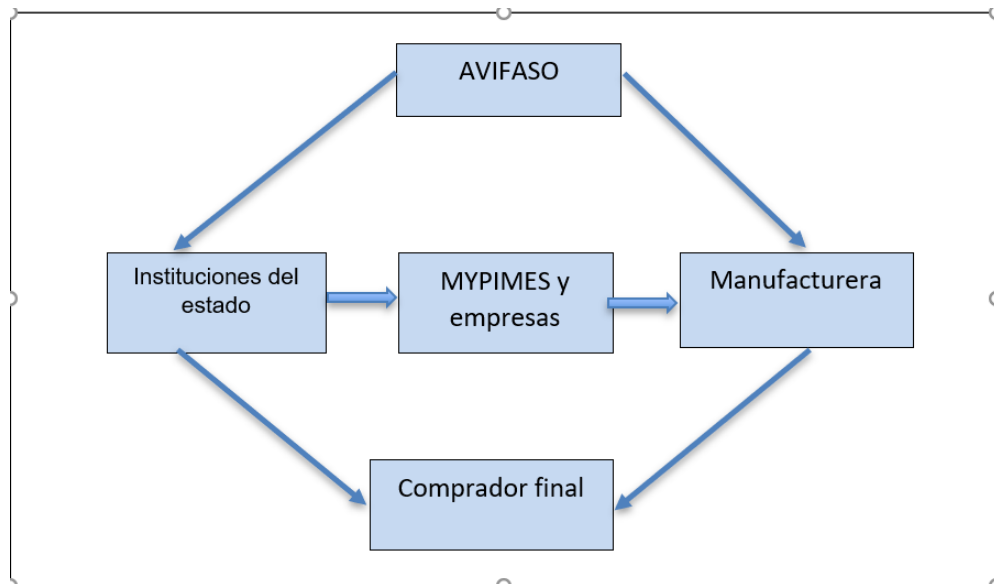 AVIFASO
Instituciones del
estado
MYPIMES y
empresas
Manufacturera
Comprador final